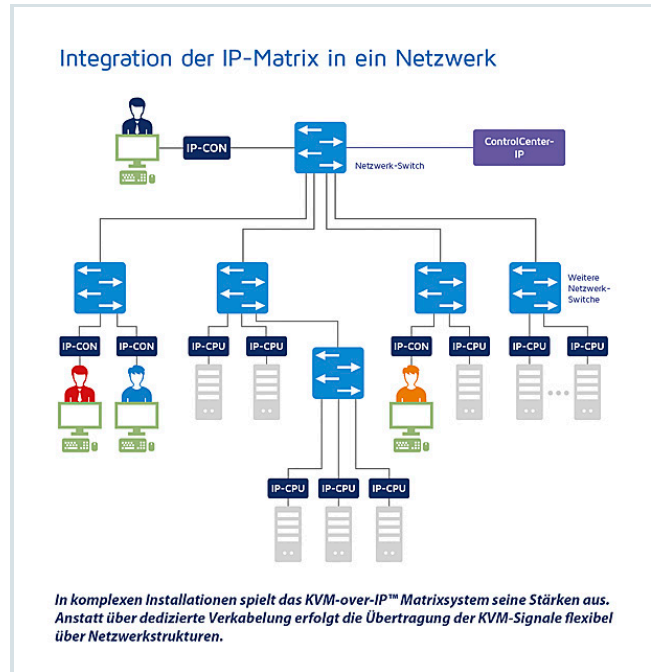 Integration der IP-Matrix in ein Netzwerk
IP-CON
Netzwerk-Switch
ControlCenter-
IP
Weitere
Netzwerk-
Switche
IP-CON
IP-CON
IP-CPU
IP-CPU
IP-CON
IP-CPU
IP-CPU
IP-CPU
IP-CPU
IP-CPU
IP-CPU
In komplexen Installationen spielt das KVM-over-IP™ Matrixsystem seine Stärken aus.
Anstatt über dedizierte Verkabelung erfolgt die Übertragung der KVM-Signale flexibel
über Netzwerkstrukturen.